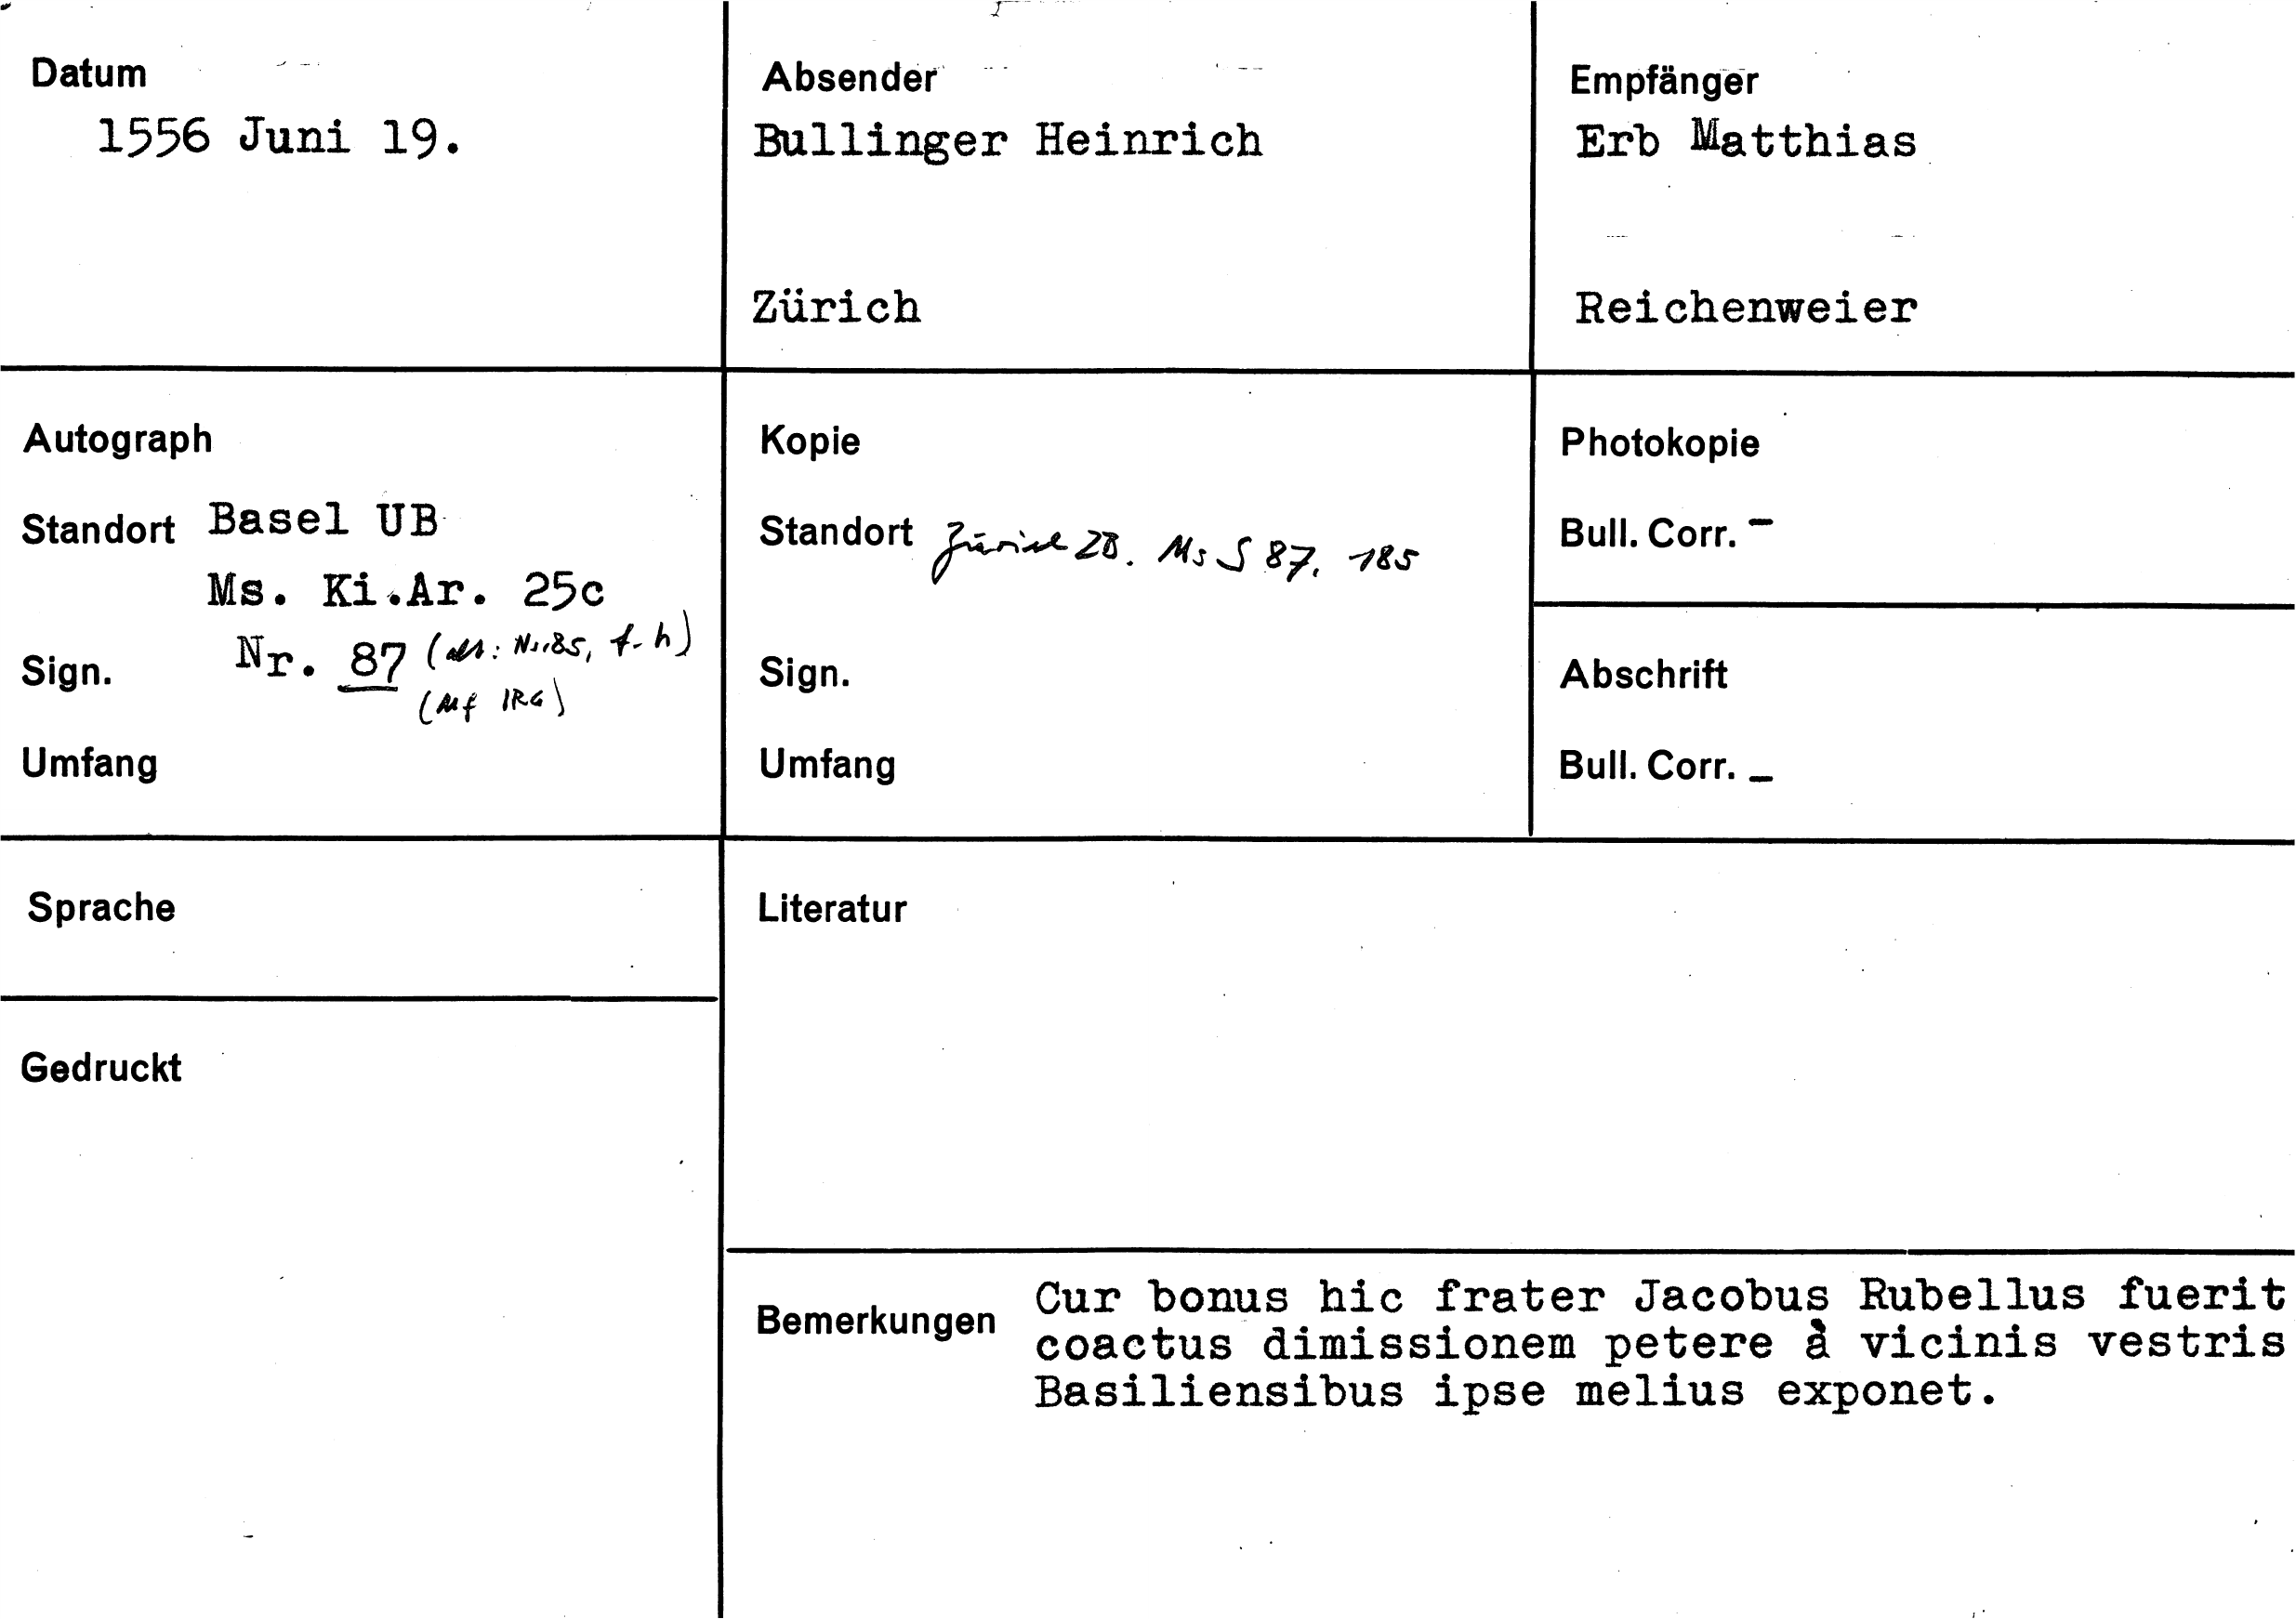 Datum
1556 Juni 19.
Absender
Bullinger Heinrich
Zürich
Empfänger
Erb Matthias
Reichenweier
Autograph
Standort Basel UB
Ms. Ki.Ar. 25c
Sign. Nr. 87 (alt: Nr. 85, f-h)
(Mf IRG)
Umfang
Kopie
Standort Zürich ZB. Ms S 87, 185
Sign.
Umfang
Photokopie
Bull. Corr. -
Abschrift
Bull. Corr. -
Sprache
Gedruckt
Literatur
Bemerkungen
Cur bonus hic frater Jacobus Rubellus fuerit
coactus dimissionem petere à vicinis vestris
Basiliensibus ipse melius exponet.